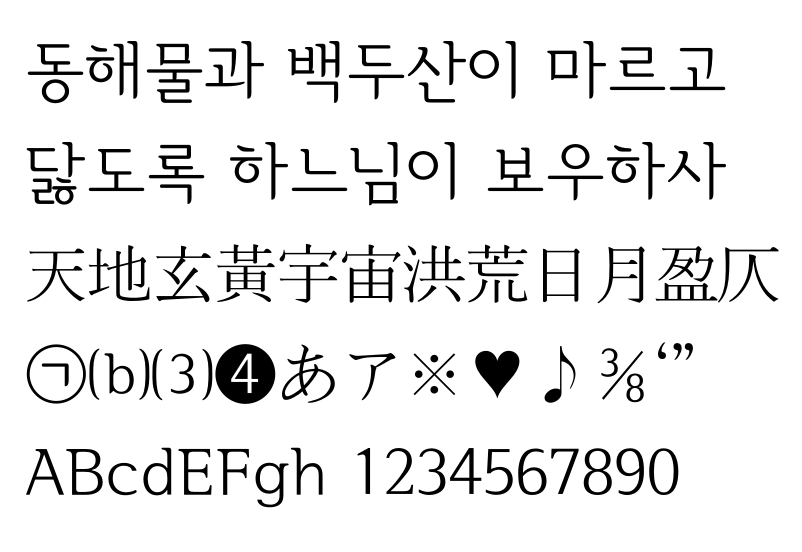 동해물과 백두산이 마르고
닳도록 하느님이 보우하사
天地玄黃宇宙洪荒日月盈仄
㉠⒝⑶❹あア※♥♪⅜‘”
ABcdEFgh 1234567890